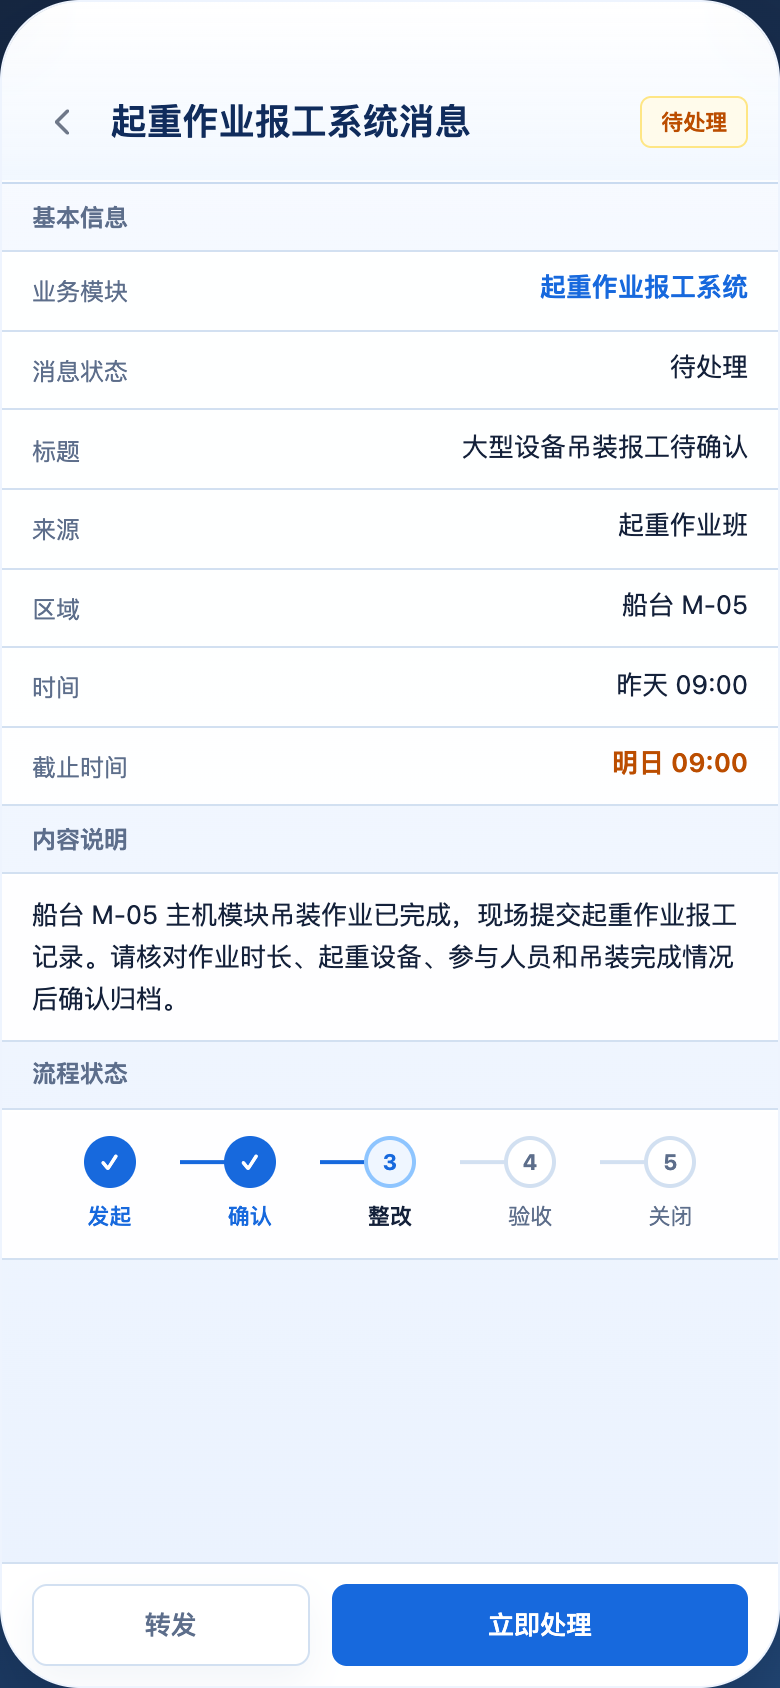 起重作业报工系统消息
待处理
基本信息
业务模块
起重作业报工系统
消息状态
待处理
标题
大型设备吊装报工待确认
来源
起重作业班
区域
船台 M-05
时间
昨天 09:00
截止时间
明日 09:00
内容说明
船台 M-05 主机模块吊装作业已完成，现场提交起重作业报工
记录。请核对作业时长、起重设备、参与人员和吊装完成情况
后确认归档。
流程状态
3
4
5
发起
确认
整改
验收
关闭
转发
立即处理